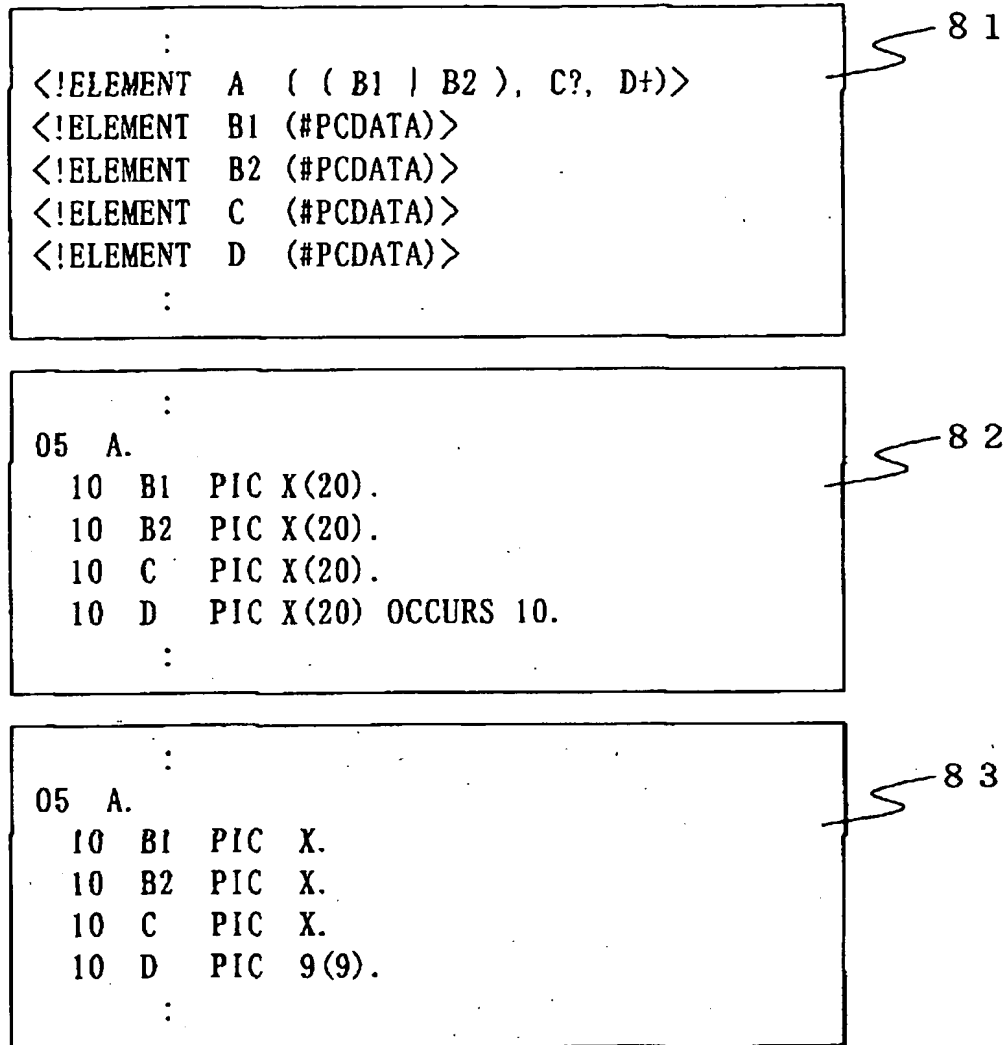 :
<!ELEMENT A ( ( B1 | B2 ), C?, D+)>
<!ELEMENT B1 (#PCDATA)>
<!ELEMENT B2 (#PCDATA)>
<!ELEMENT C (#PCDATA)>
<!ELEMENT D (#PCDATA)>
:
81
:
05 A.
10 B1 PIC X(20).
10 B2 PIC X(20).
10 C PIC X(20).
10 D PIC X(20) OCCURS 10.
:
82
:
05 A.
10 B1 PIC X.
10 B2 PIC X.
10 C PIC X.
10 D PIC 9(9).
:
83